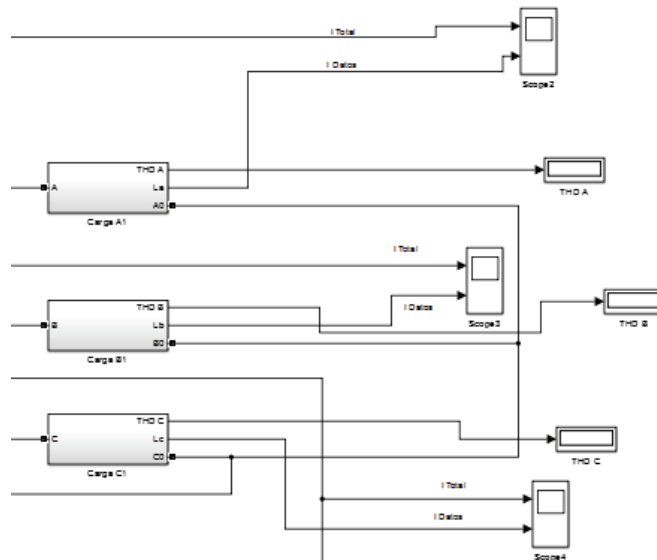 I Total
I Datos
Scope2
THD A
A
La
A0
Carga A1
THD A
I Total
THD B
B
Lb
B0
Carga B1
I Datos
Scope3
THD B
THD C
C
Lc
C0
Carga C1
THD C
I Total
I Datos
Scope4